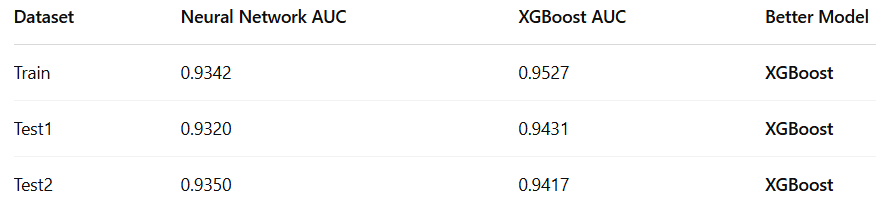 Dataset Neural Network AUC XGBoost AUC Better Model
Train 0.9342 0.9527 XGBoost
Test1 0.9320 0.9431 XGBoost
Test2 0.9350 0.9417 XGBoost